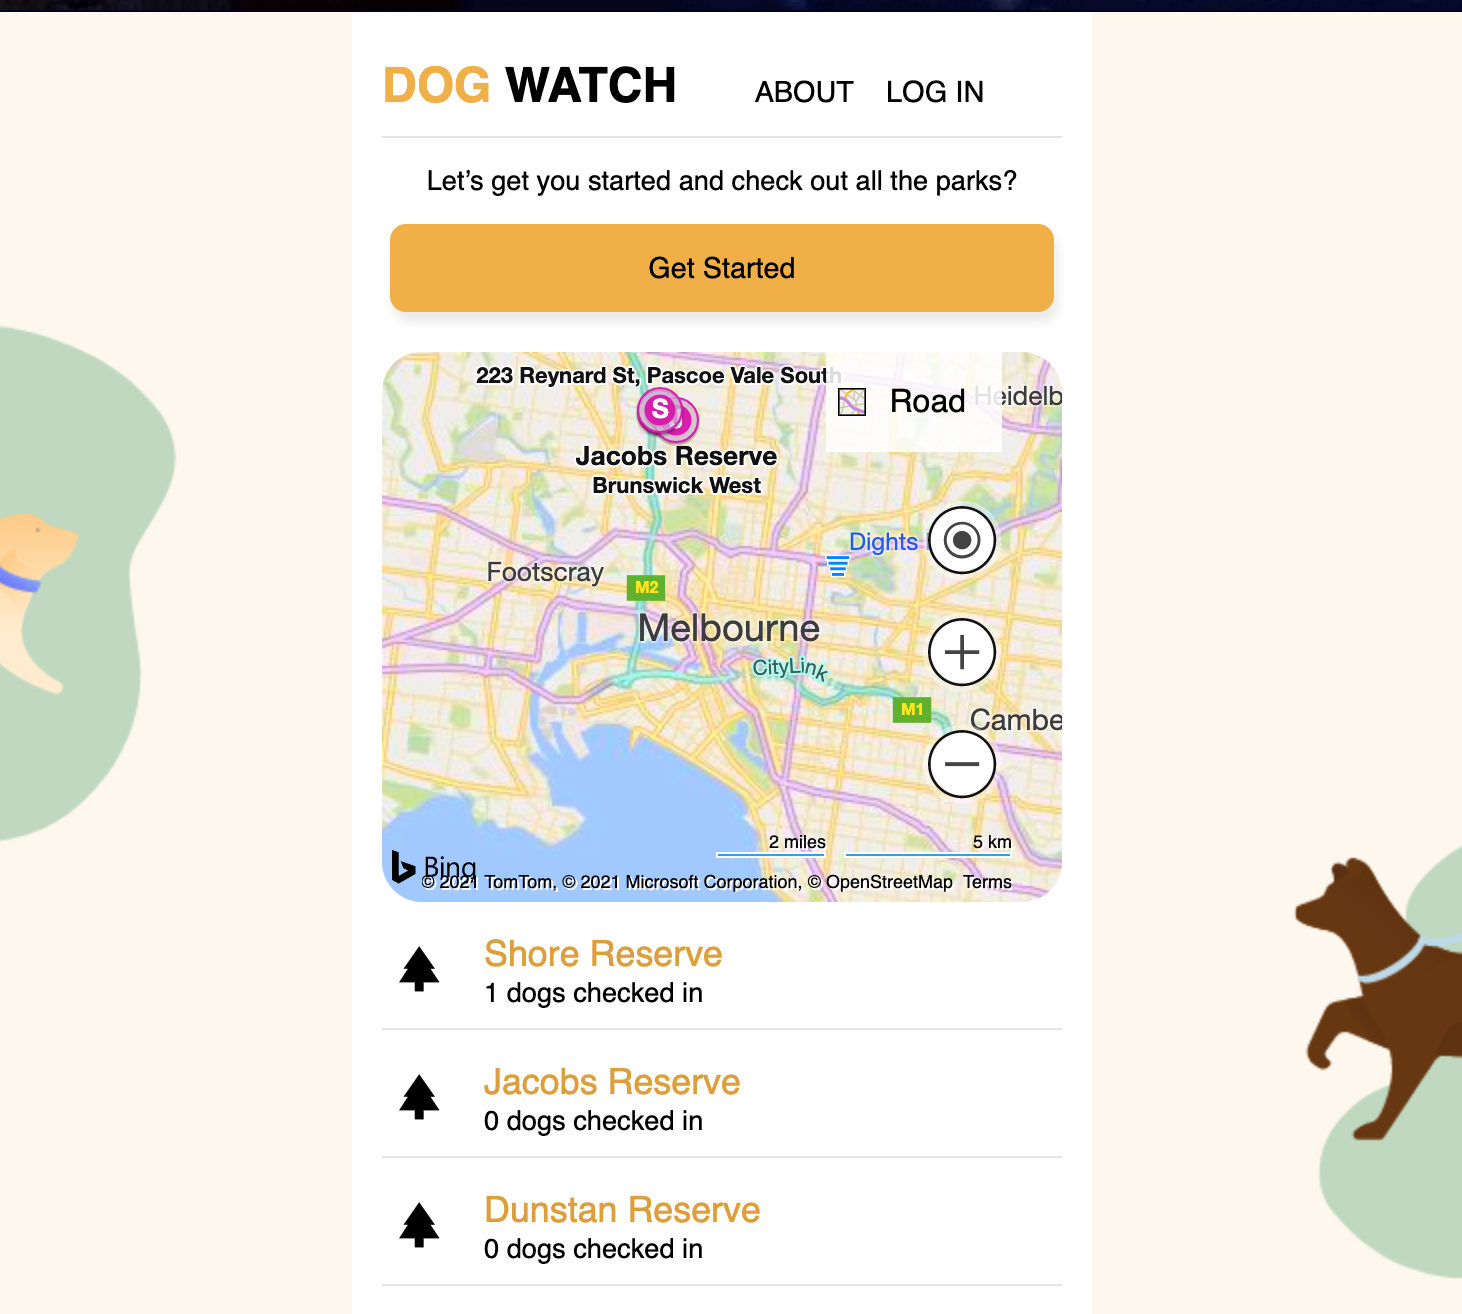 DOG WATCH
ABOUT
LOG IN
Let’s get you started and check out all the parks?
Get Started
223 Reynard St, Pascoe Vale South
S
Road
Heidelb
Jacobs Reserve
Brunswick West
Dights
Footscray
M2
Melbourne
CityLink
M1
Cambe
2 miles
5 km
Bing
© 2021 TomTom, © 2021 Microsoft Corporation, © OpenStreetMap Terms
Shore Reserve
1 dogs checked in
Jacobs Reserve
0 dogs checked in
Dunstan Reserve
0 dogs checked in